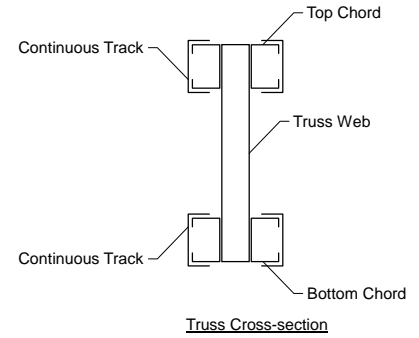 Top Chord
Continuous Track
Truss Web
Continuous Track
Bottom Chord
Truss Cross-section